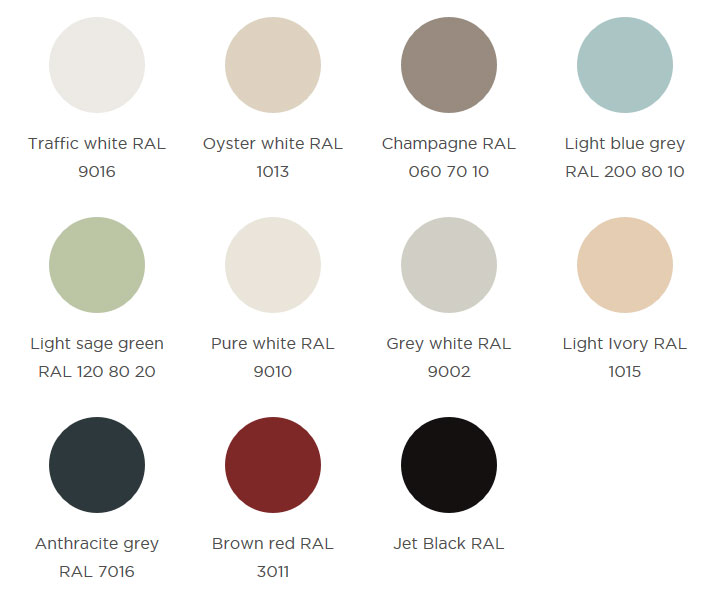 Traffic white RAL
9016
Oyster white RAL
1013
Champagne RAL
060 70 10
Light blue grey
RAL 200 80 10
Light sage green
RAL 120 80 20
Pure white RAL
9010
Grey white RAL
9002
Light Ivory RAL
1015
Anthracite grey
RAL 7016
Brown red RAL
3011
Jet Black RAL